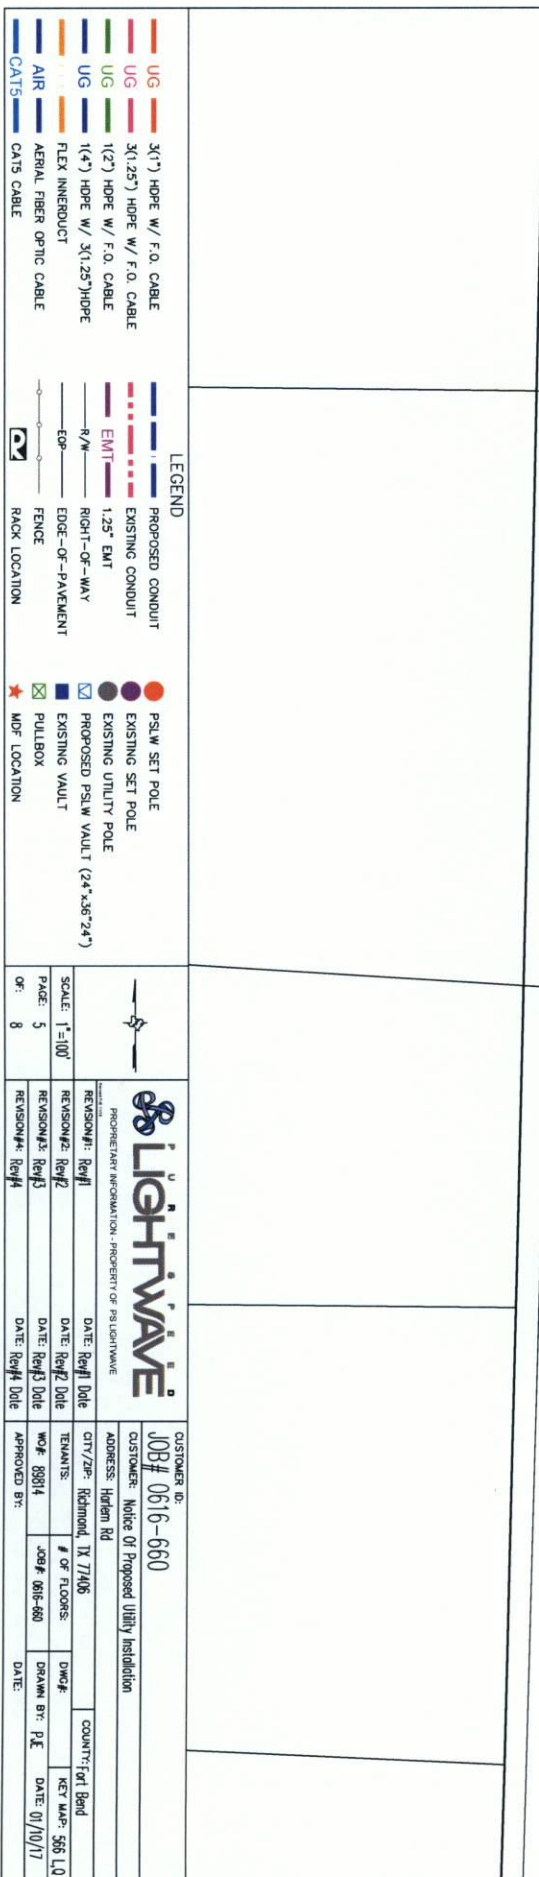 LEGEND
UG 3(1") HDPE W/ F.O. CABLE
UG 3(1.25") HDPE W/ F.O. CABLE
UG 1(2") HDPE W/ F.O. CABLE
UG 1(4") HDPE W/ 3(1.25")HDPE
FLEX INNERDUCT
AIR AERIAL FIBER OPTIC CABLE
CAT5 CAT5 CABLE
PROPOSED CONDUIT
EXISTING CONDUIT
EMT 1.25" EMT
R/W RIGHT-OF-WAY
EOP EDGE-OF-PAVEMENT
FENCE
RACK LOCATION
PSLW SET POLE
EXISTING SET POLE
EXISTING UTILITY POLE
PROPOSED PSLW VAULT (24"x36"24")
EXISTING VAULT
PULLBOX
MDF LOCATION
SCALE: 1"=100'
PAGE: 5
OF: 8
PURE SPEED
LIGHTWAVE
PROPRIETARY INFORMATION - PROPERTY OF PS LIGHTWAVE
REVISION#1: Rev#1 DATE: Rev#1 Date
REVISION#2: Rev#2 DATE: Rev#2 Date
REVISION#3: Rev#3 DATE: Rev#3 Date
REVISION#4: Rev#4 DATE: Rev#4 Date
CUSTOMER ID:
JOB# 0616-660
CUSTOMER: Notice Of Proposed Utility Installation
ADDRESS: Harlem Rd
CITY/ZIP: Richmond, TX 77406 COUNTY: Fort Bend
TENANTS: # OF FLOORS: DWG#: KEY MAP: 566 L,Q
WO#: 89814 JOB#: 0616-660 DRAWN BY: PJE DATE: 01/10/17
APPROVED BY: DATE: